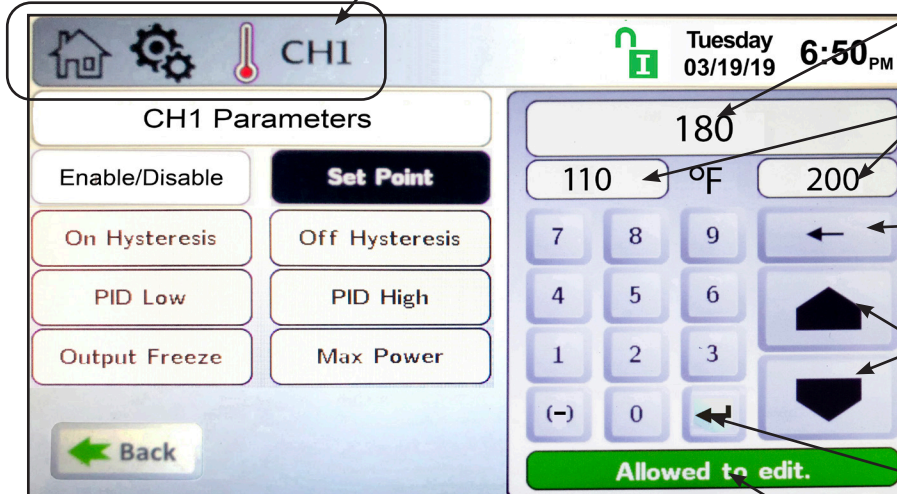 CH1
I
Tuesday
03/19/19
6:50 PM
CH1 Parameters
Enable/Disable
Set Point
On Hysteresis
Off Hysteresis
PID Low
PID High
Output Freeze
Max Power
Back
180
110
°F
200
7 8 9
4 5 6
1 2 3
(-) 0
Allowed to edit.